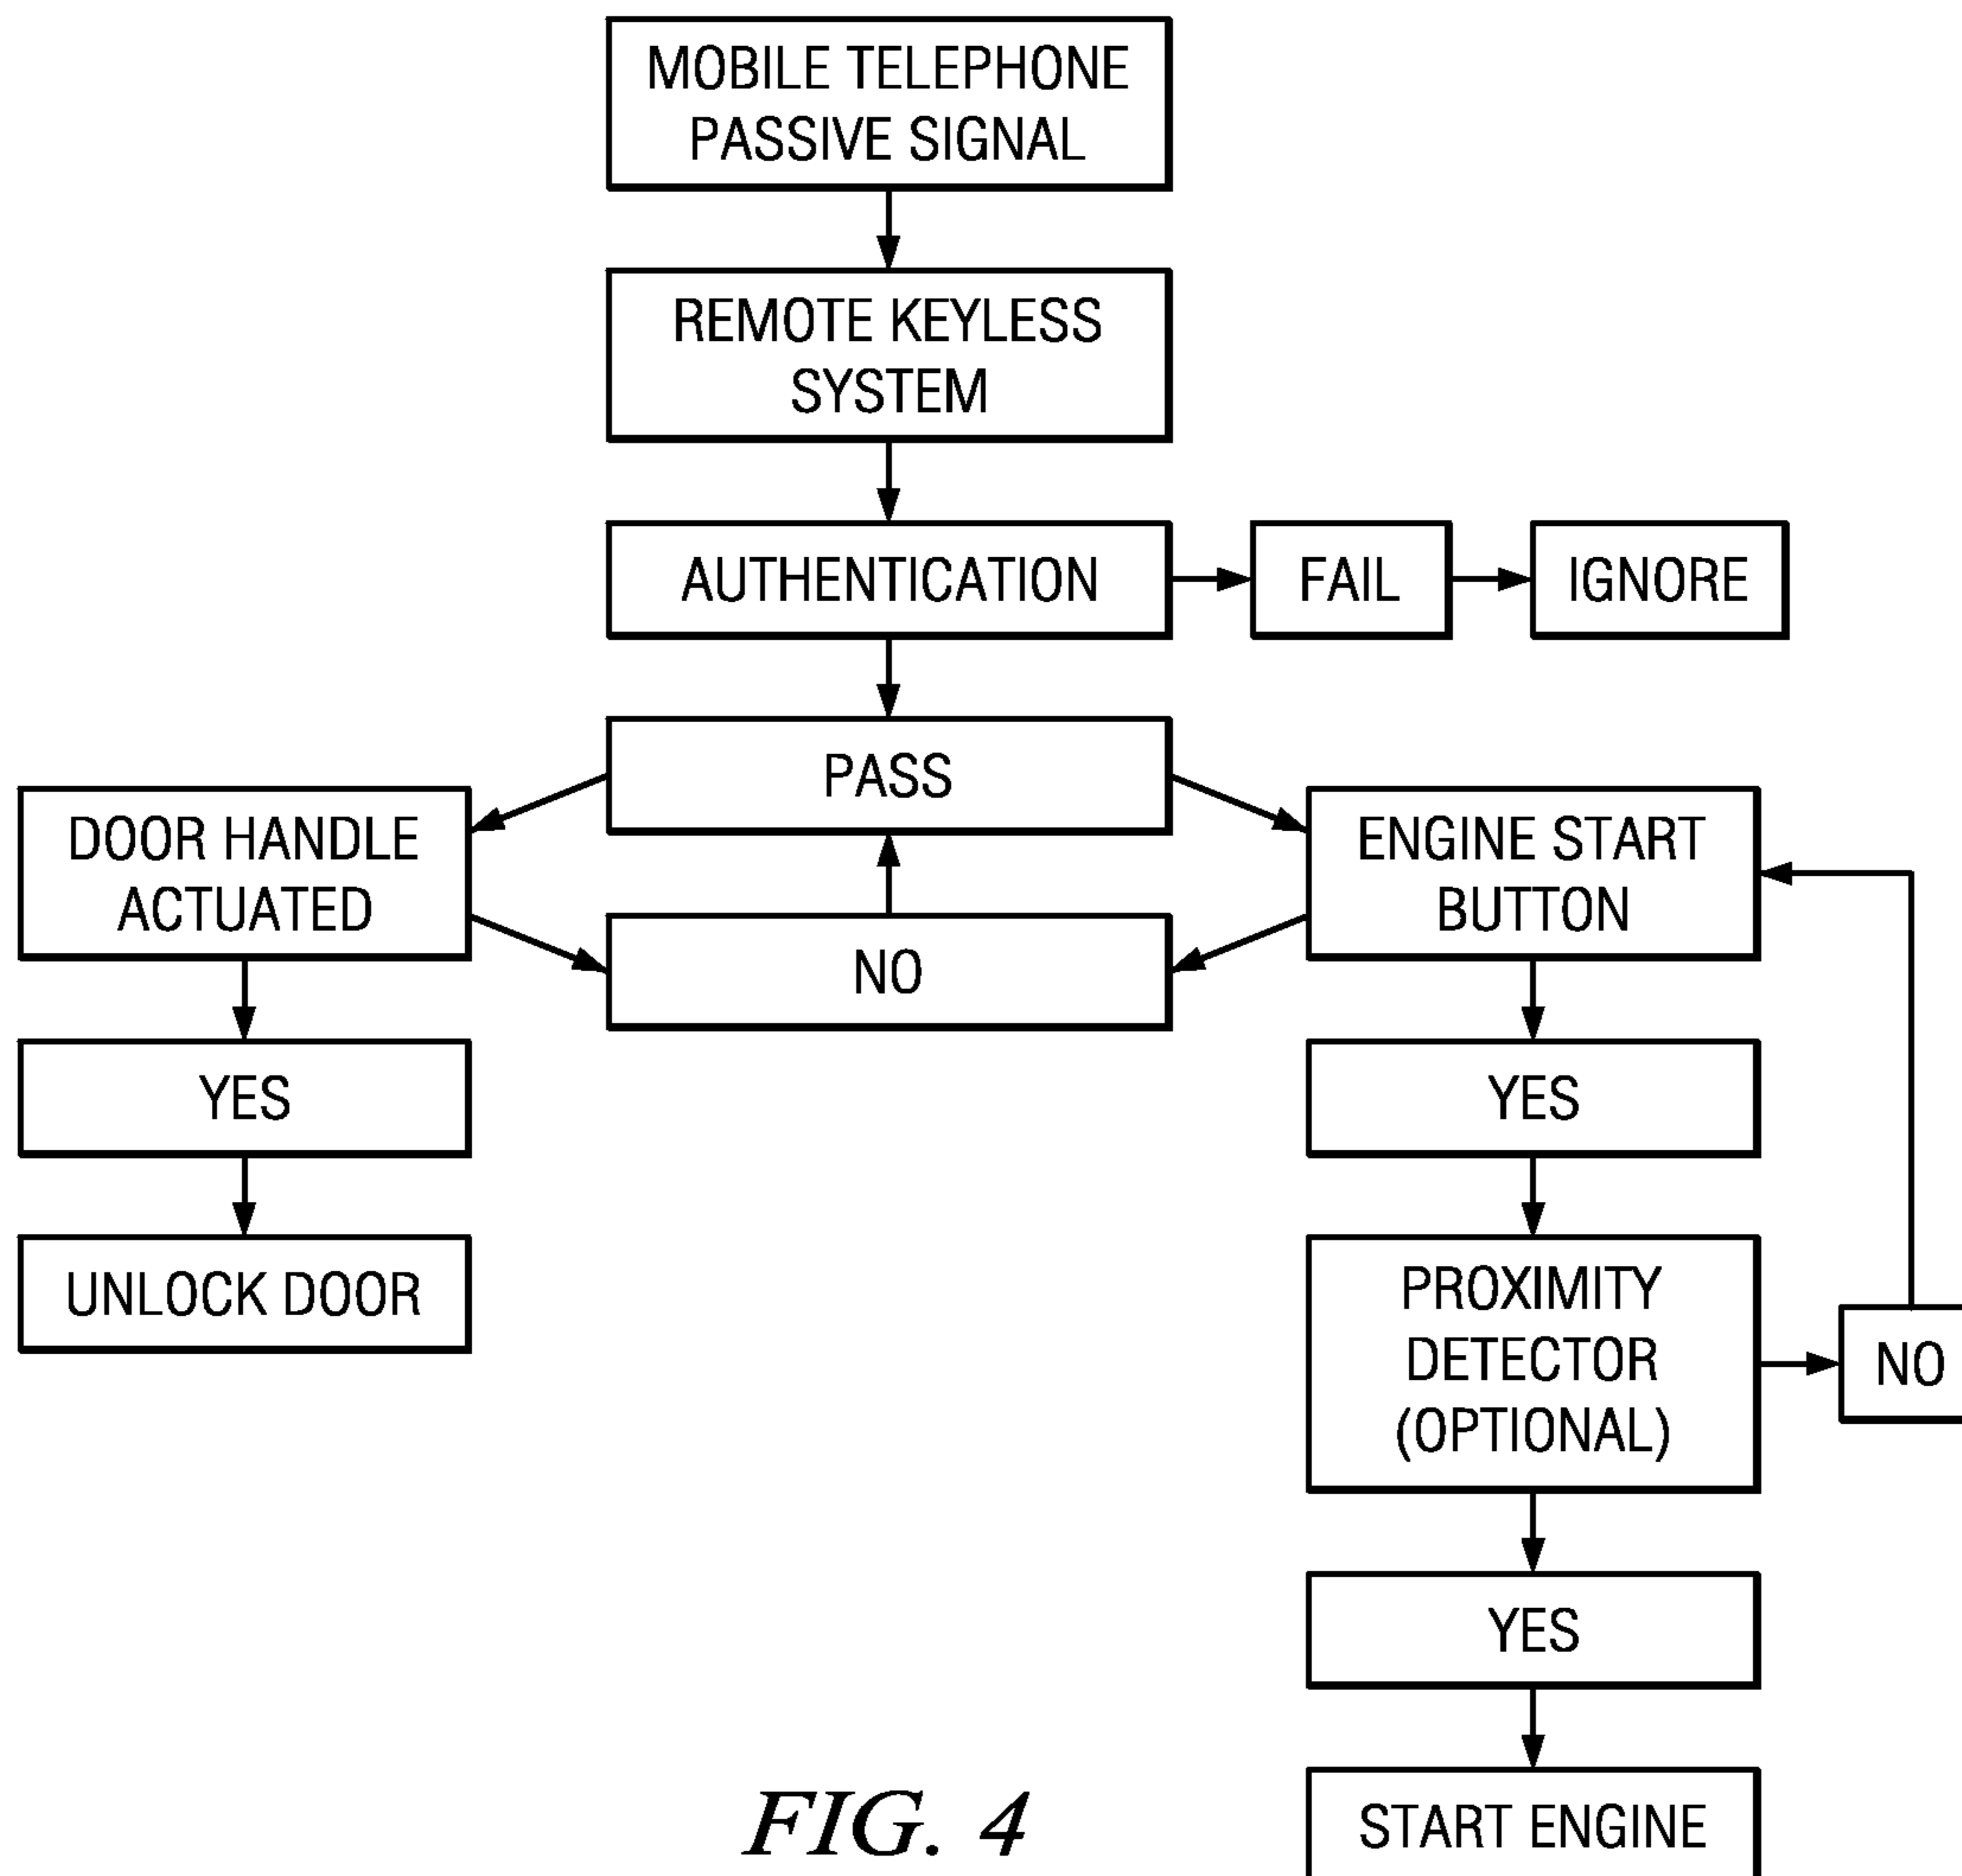 MOBILE TELEPHONE
PASSIVE SIGNAL
REMOTE KEYLESS
SYSTEM
AUTHENTICATION
FAIL
IGNORE
PASS
DOOR HANDLE
ACTUATED
ENGINE START
BUTTON
NO
YES
YES
UNLOCK DOOR
PROXIMITY
DETECTOR
(OPTIONAL)
NO
YES
START ENGINE
FIG. 4